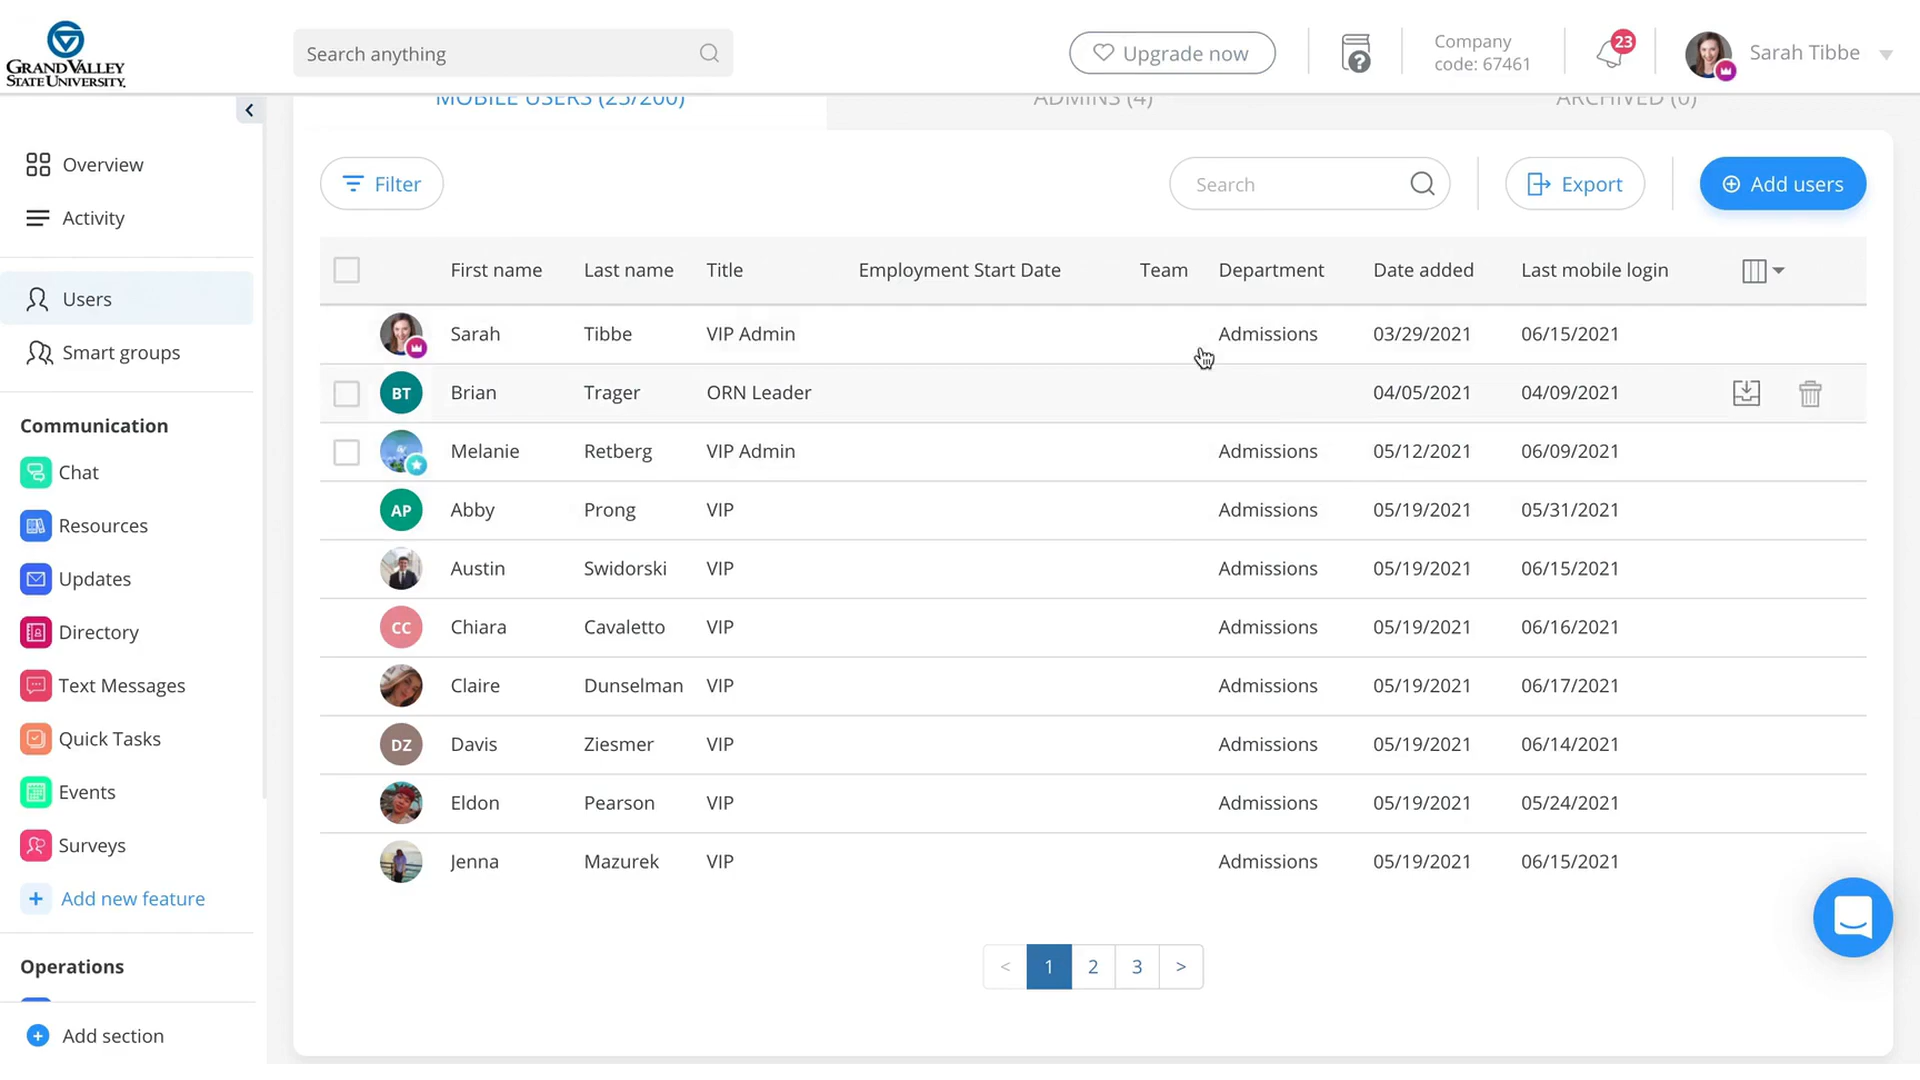 GRAND VALLEY
STATE UNIVERSITY.
Search anything
Upgrade now
Company
code: 67461
23
Sarah Tibbe
MOBILE USERS (25/200)
ADMINS (4)
ARCHIVED (0)
Overview
Activity
Users
Smart groups
Communication
Chat
Resources
Updates
Directory
Text Messages
Quick Tasks
Events
Surveys
+ Add new feature
Operations
+ Add section
Filter
Search
Export
Add users
First name Last name Title Employment Start Date Team Department Date added Last mobile login
Sarah Tibbe VIP Admin Admissions 03/29/2021 06/15/2021
BT Brian Trager ORN Leader 04/05/2021 04/09/2021
Melanie Retberg VIP Admin Admissions 05/12/2021 06/09/2021
AP Abby Prong VIP Admissions 05/19/2021 05/31/2021
Austin Swidorski VIP Admissions 05/19/2021 06/15/2021
CC Chiara Cavaletto VIP Admissions 05/19/2021 06/16/2021
Claire Dunselman VIP Admissions 05/19/2021 06/17/2021
DZ Davis Ziesmer VIP Admissions 05/19/2021 06/14/2021
Eldon Pearson VIP Admissions 05/19/2021 05/24/2021
Jenna Mazurek VIP Admissions 05/19/2021 06/15/2021
< 1 2 3 >